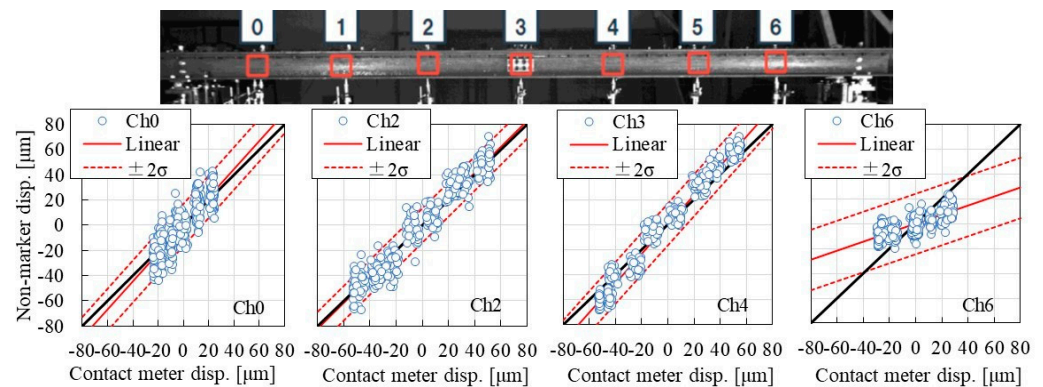 0 1 2 3 4 5 6
Ch0
Linear
±2σ
Ch2
Linear
±2σ
Ch3
Linear
±2σ
Ch6
Linear
±2σ
Non-marker disp. [μm]
80
60
40
20
0
-20
-40
-60
-80
Ch0
Ch2
Ch4
Ch6
-80 -60 -40 -20 0 20 40 60 80
-80 -60 -40 -20 0 20 40 60 80
-80 -60 -40 -20 0 20 40 60 80
-80 -60 -40 -20 0 20 40 60 80
Contact meter disp. [μm]
Contact meter disp. [μm]
Contact meter disp. [μm]
Contact meter disp. [μm]